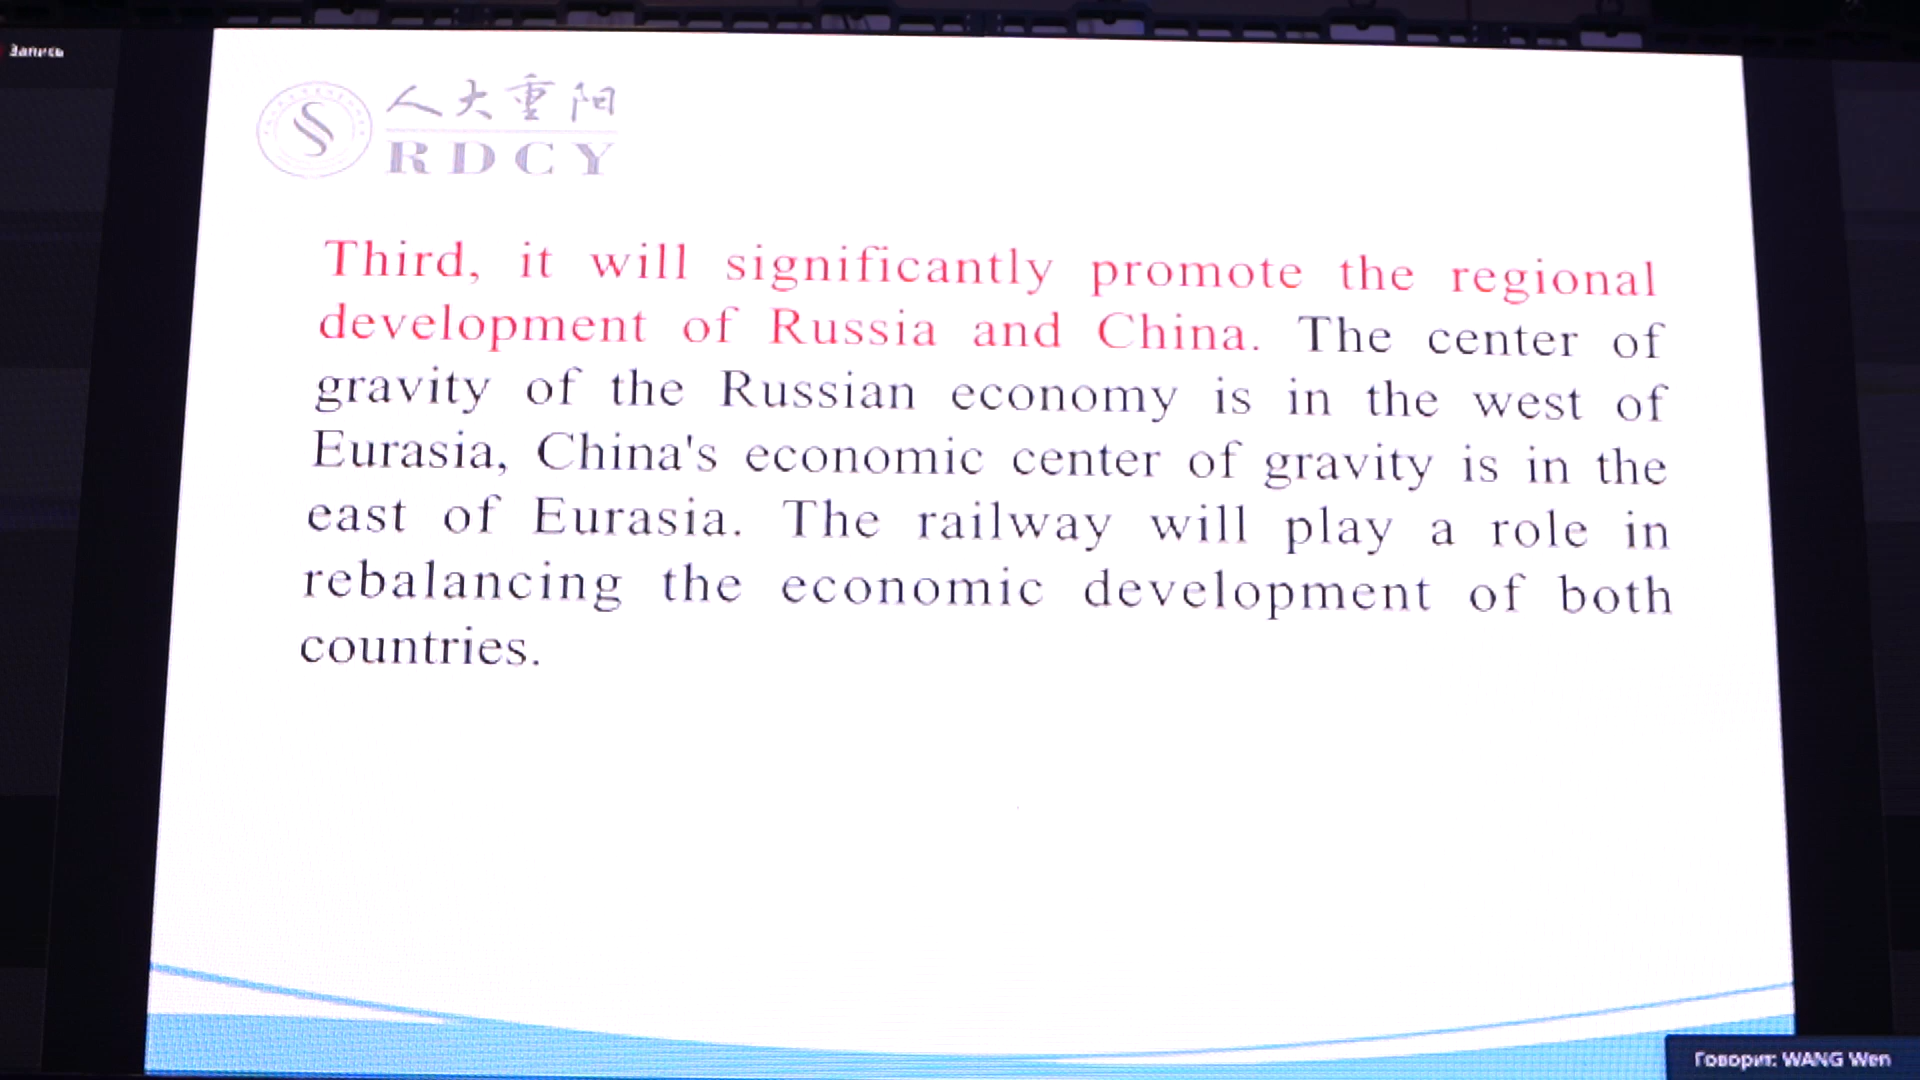 Запись
人大重阳
RDCY
Third, it will significantly promote the regional
development of Russia and China. The center of
gravity of the Russian economy is in the west of
Eurasia, China's economic center of gravity is in the
east of Eurasia. The railway will play a role in
rebalancing the economic development of both
countries.
Говорит: WANG Wen